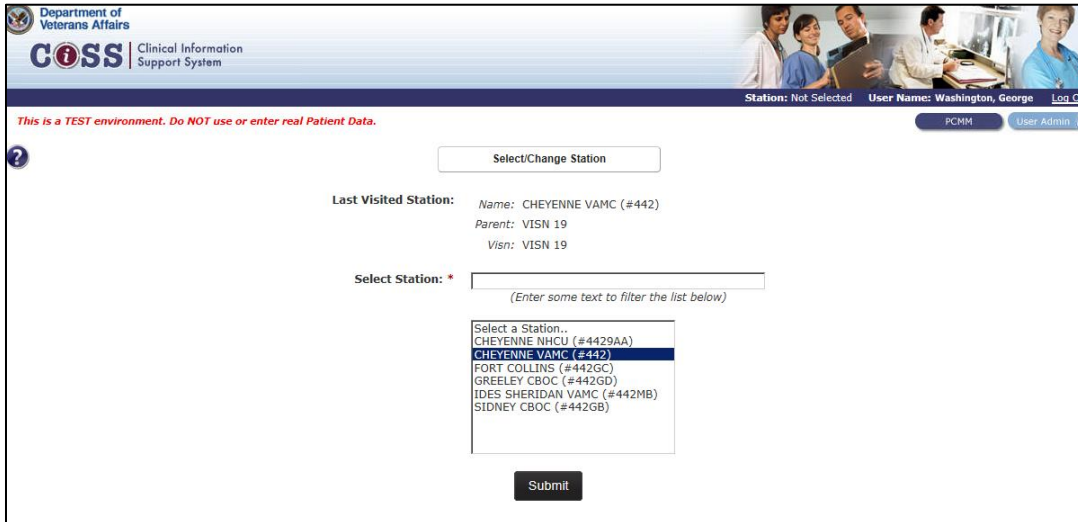 Department of
Veterans Affairs
COSS Clinical Information
Support System
Station: Not Selected User Name: Washington, George Log
This is a TEST environment. Do NOT use or enter real Patient Data.
PCMM User Admin
?
Select/Change Station
Last Visited Station: Name: CHEYENNE VAMC (#442)
Parent: VISN 19
Visn: VISN 19
Select Station: *
(Enter some text to filter the list below)
Select a Station..
CHEYENNE NHCU (#4429AA)
CHEYENNE VAMC (#442)
FORT COLLINS (#442GC)
GREELEY CBOC (#442GD)
IDES SHERIDAN VAMC (#442MB)
SIDNEY CBOC (#442GB)
Submit